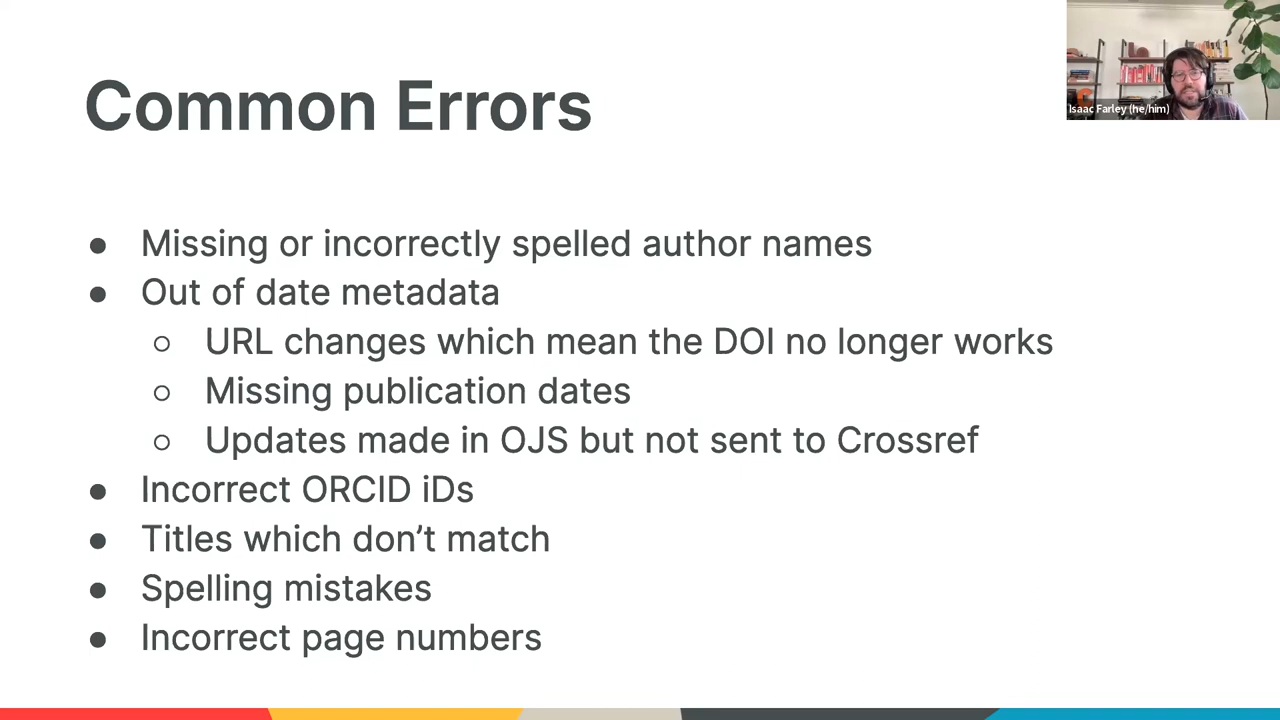 Common Errors
Isaac Farley (he/him)
● Missing or incorrectly spelled author names
● Out of date metadata
○ URL changes which mean the DOI no longer works
○ Missing publication dates
○ Updates made in OJS but not sent to Crossref
● Incorrect ORCID iDs
● Titles which don’t match
● Spelling mistakes
● Incorrect page numbers